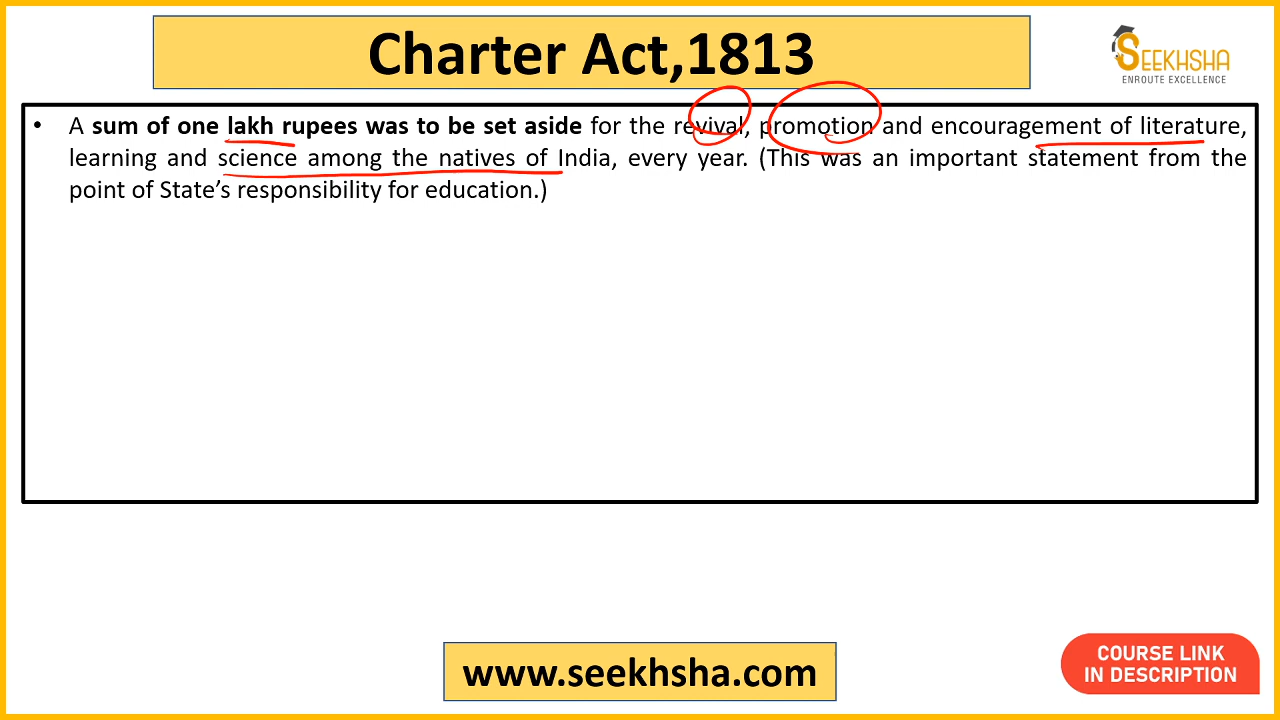 Charter Act,1813
SEEKHSHA
ENROUTE EXCELLENCE
• A sum of one lakh rupees was to be set aside for the revival, promotion and encouragement of literature,
learning and science among the natives of India, every year. (This was an important statement from the
point of State’s responsibility for education.)
www.seekhsha.com
COURSE LINK
IN DESCRIPTION